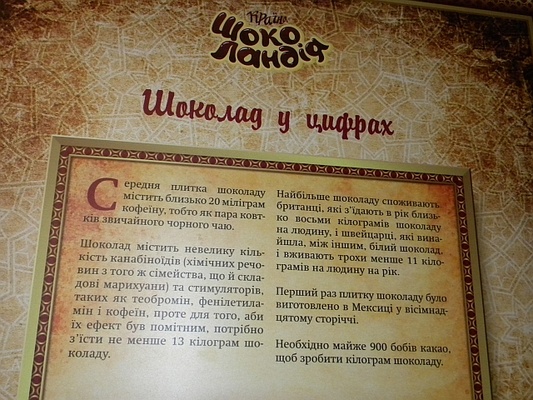 Країна
Шоко
ландія
Шоколад у цифрах
Середня плитка шоколаду
містить близько 20 міліграм
кофеїну, тобто як пара ковт-
ків звичайного чорного чаю.
Шоколад містить невелику кіль-
кість канабіноїдів (хімічних речо-
вин з того ж сімейства, що й скла-
дові марихуани) та стимуляторів,
таких як теобромін, фенілетила-
мін і кофеїн, проте для того, аби
їх ефект був помітним, потрібно
з’їсти не менше 13 кілограм шо-
коладу.
Найбільше шоколаду споживають
британці, які з’їдають в рік близь-
ко восьми кілограмів шоколаду
на людину, і швейцарці, які вина-
йшла, між іншим, білий шоколад,
і вживають трохи менше 11 кіло-
грамів на людину на рік.
Перший раз плитку шоколаду було
виготовлено в Мексиці у вісімнад-
цятому сторіччі.
Необхідно майже 900 бобів какао,
щоб зробити кілограм шоколаду.